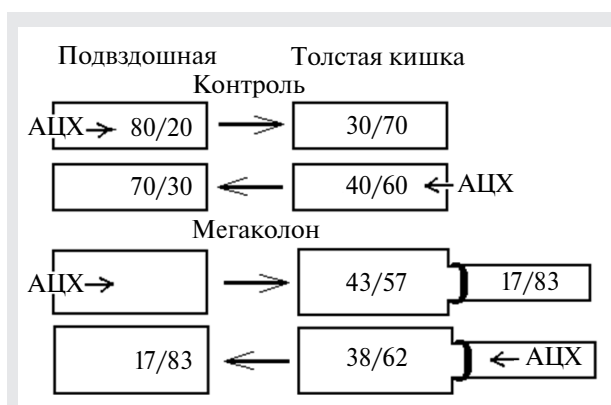 Подвздошная Толстая кишка
Контроль
АЦХ 80/20 30/70
70/30 40/60 АЦХ
Мегаколон
АЦХ 43/57 17/83
17/83 38/62 АЦХ